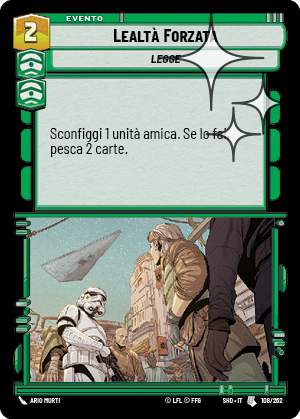 EVENTO
2
LEALTÀ FORZATA
LEGGE
Sconfiggi 1 unità amica. Se lo fai,
pesca 2 carte.
ARIO MURTI
© LFL © FFG
SHD • IT
108/262